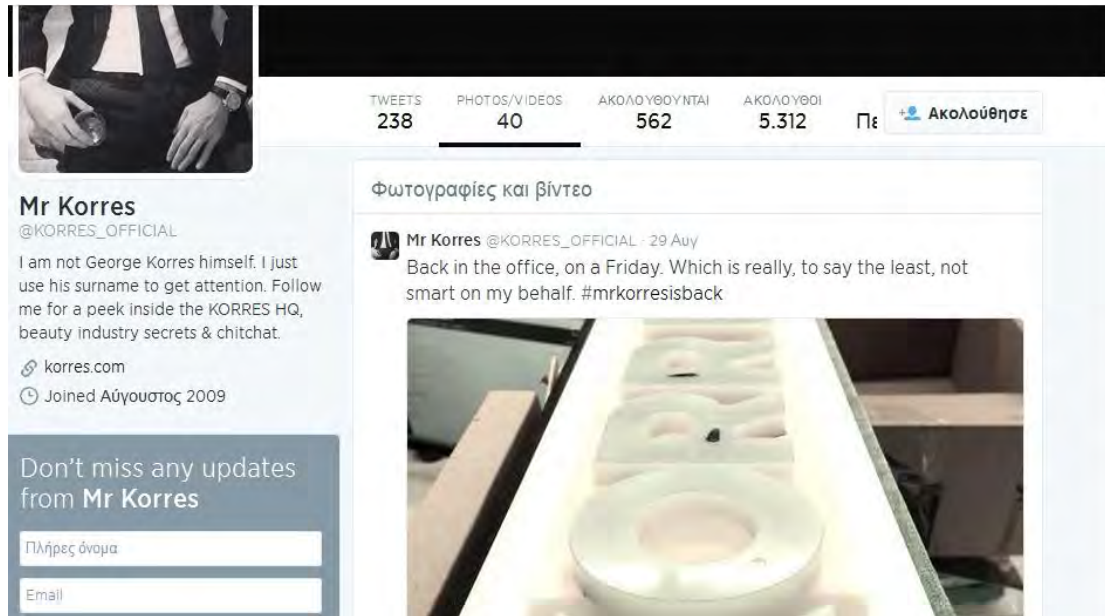 TWEETS
238
PHOTOS/VIDEOS
40
ΑΚΟΛΟΥΘΟΥΝΤΑΙ
562
ΑΚΟΛΟΥΘΟΙ
5.312
Πε
Ακολούθησε
Mr Korres
@KORRES_OFFICIAL
I am not George Korres himself. I just
use his surname to get attention. Follow
me for a peek inside the KORRES HQ,
beauty industry secrets & chitchat.
korres.com
Joined Αύγουστος 2009
Don't miss any updates
from Mr Korres
Πλήρες όνομα
Email
Φωτογραφίες και βίντεο
Mr Korres @KORRES_OFFICIAL · 29 Αυγ
Back in the office, on a Friday. Which is really, to say the least, not
smart on my behalf. #mrkorresisback